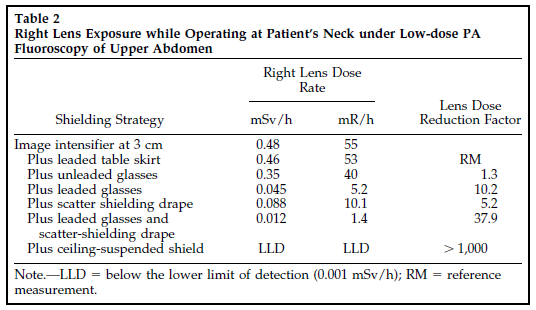 Table 2
Right Lens Exposure while Operating at Patient's Neck under Low-dose PA
Fluoroscopy of Upper Abdomen
Right Lens Dose
Rate
Lens Dose
Shielding Strategy mSv/h mR/h Reduction Factor
Image intensifier at 3 cm 0.48 55
Plus leaded table skirt 0.46 53 RM
Plus unleaded glasses 0.35 40 1.3
Plus leaded glasses 0.045 5.2 10.2
Plus scatter shielding drape 0.088 10.1 5.2
Plus leaded glasses and 0.012 1.4 37.9
scatter-shielding drape
Plus ceiling-suspended shield LLD LLD > 1,000
Note.—LLD = below the lower limit of detection (0.001 mSv/h); RM = reference
measurement.